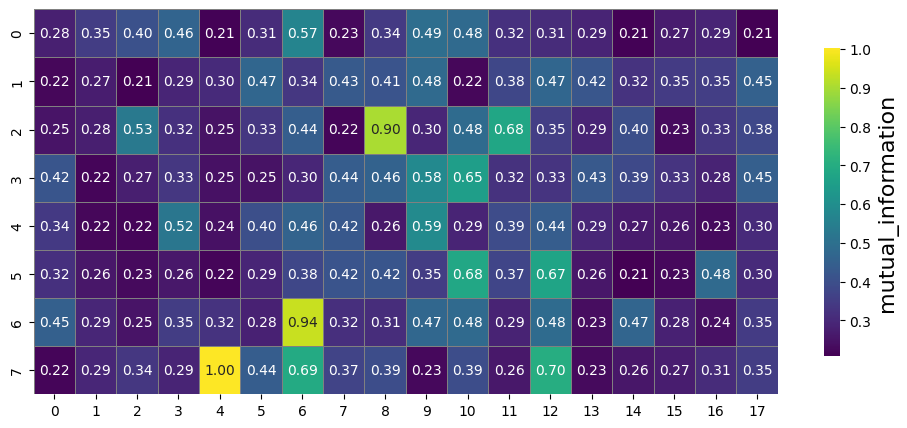 0 0.28 0.35 0.40 0.46 0.21 0.31 0.57 0.23 0.34 0.49 0.48 0.32 0.31 0.29 0.21 0.27 0.29 0.21
1 0.22 0.27 0.21 0.29 0.30 0.47 0.34 0.43 0.41 0.48 0.22 0.38 0.47 0.42 0.32 0.35 0.35 0.45
2 0.25 0.28 0.53 0.32 0.25 0.33 0.44 0.22 0.90 0.30 0.48 0.68 0.35 0.29 0.40 0.23 0.33 0.38
3 0.42 0.22 0.27 0.33 0.25 0.25 0.30 0.44 0.46 0.58 0.65 0.32 0.33 0.43 0.39 0.33 0.28 0.45
4 0.34 0.22 0.22 0.52 0.24 0.40 0.46 0.42 0.26 0.59 0.29 0.39 0.44 0.29 0.27 0.26 0.23 0.30
5 0.32 0.26 0.23 0.26 0.22 0.29 0.38 0.42 0.42 0.35 0.68 0.37 0.67 0.26 0.21 0.23 0.48 0.30
6 0.45 0.29 0.25 0.35 0.32 0.28 0.94 0.32 0.31 0.47 0.48 0.29 0.48 0.23 0.47 0.28 0.24 0.35
7 0.22 0.29 0.34 0.29 1.00 0.44 0.69 0.37 0.39 0.23 0.39 0.26 0.70 0.23 0.26 0.27 0.31 0.35
0 1 2 3 4 5 6 7 8 9 10 11 12 13 14 15 16 17
1.0
0.9
0.8
0.7
0.6
0.5
0.4
0.3
mutual_information